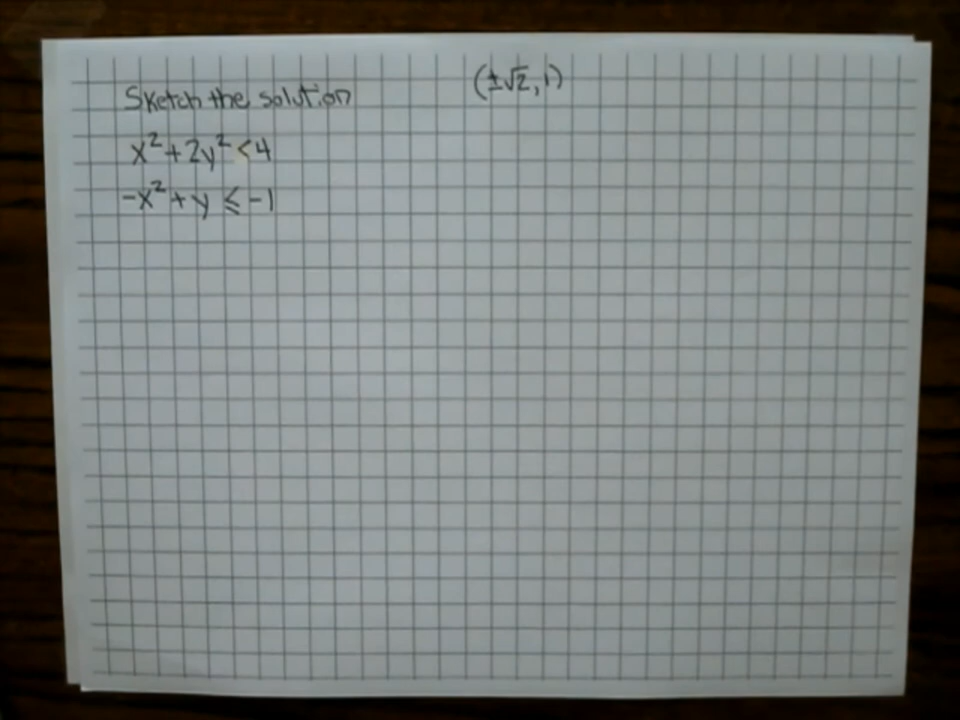 Sketch the solution
(±√2, 1)
x² + 2y² < 4
-x² + y ≤ -1